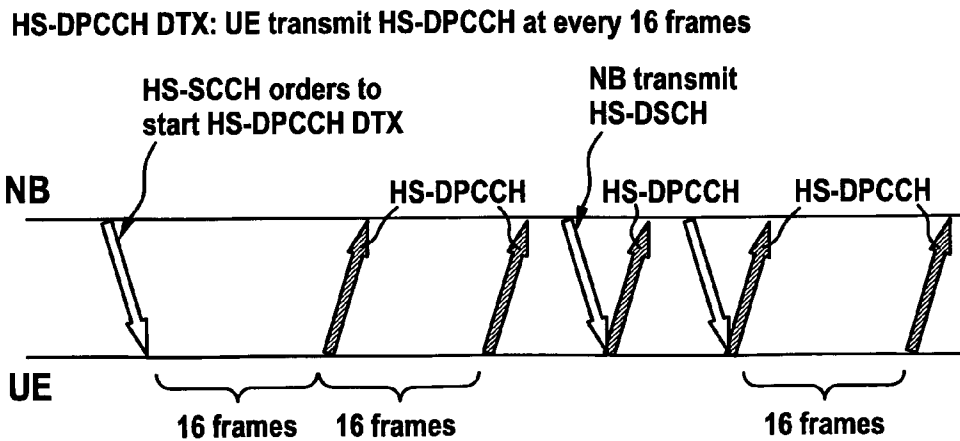 HS-DPCCH DTX: UE transmit HS-DPCCH at every 16 frames
HS-SCCH orders to
start HS-DPCCH DTX
NB transmit
HS-DSCH
NB
HS-DPCCH
HS-DPCCH
HS-DPCCH
UE
16 frames
16 frames
16 frames